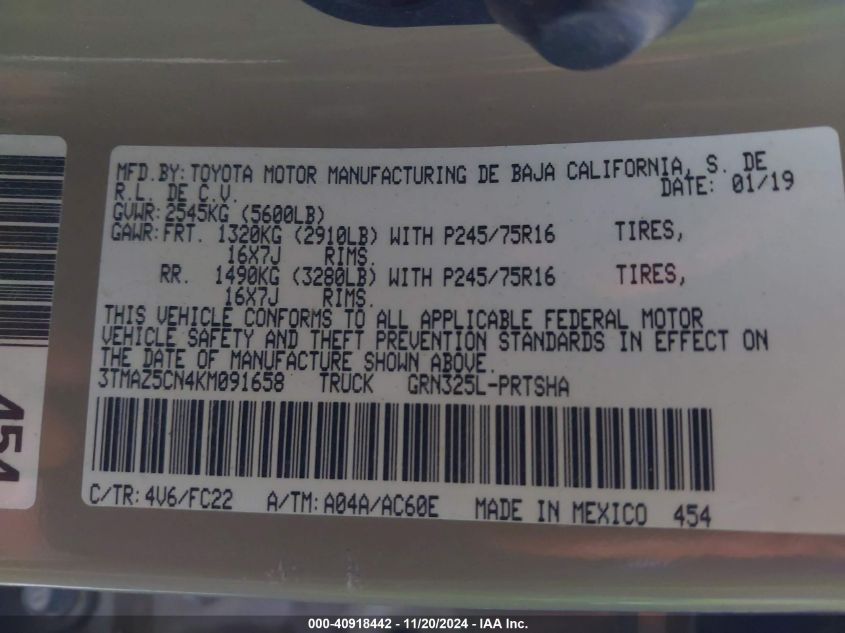 MFD.BY:TOYOTA MOTOR MANUFACTURING DE BAJA CALIFORNIA, S. DE
R.L. DE C.V. DATE: 01/19
GVWR:2545KG (5600LB)
GAWR:FRT. 1320KG (2910LB) WITH P245/75R16 TIRES,
16X7J RIMS.
RR. 1490KG (3280LB) WITH P245/75R16 TIRES,
16X7J RIMS.
THIS VEHICLE CONFORMS TO ALL APPLICABLE FEDERAL MOTOR
VEHICLE SAFETY AND THEFT PREVENTION STANDARDS IN EFFECT ON
THE DATE OF MANUFACTURE SHOWN ABOVE.
3TMAZ5CN4KM091658 TRUCK GRN325L-PRTSHA
C/TR:4V6/FC22 A/TM:A04A/AC60E MADE IN MEXICO 454
454
000-40918442 - 11/20/2024 - IAA Inc.